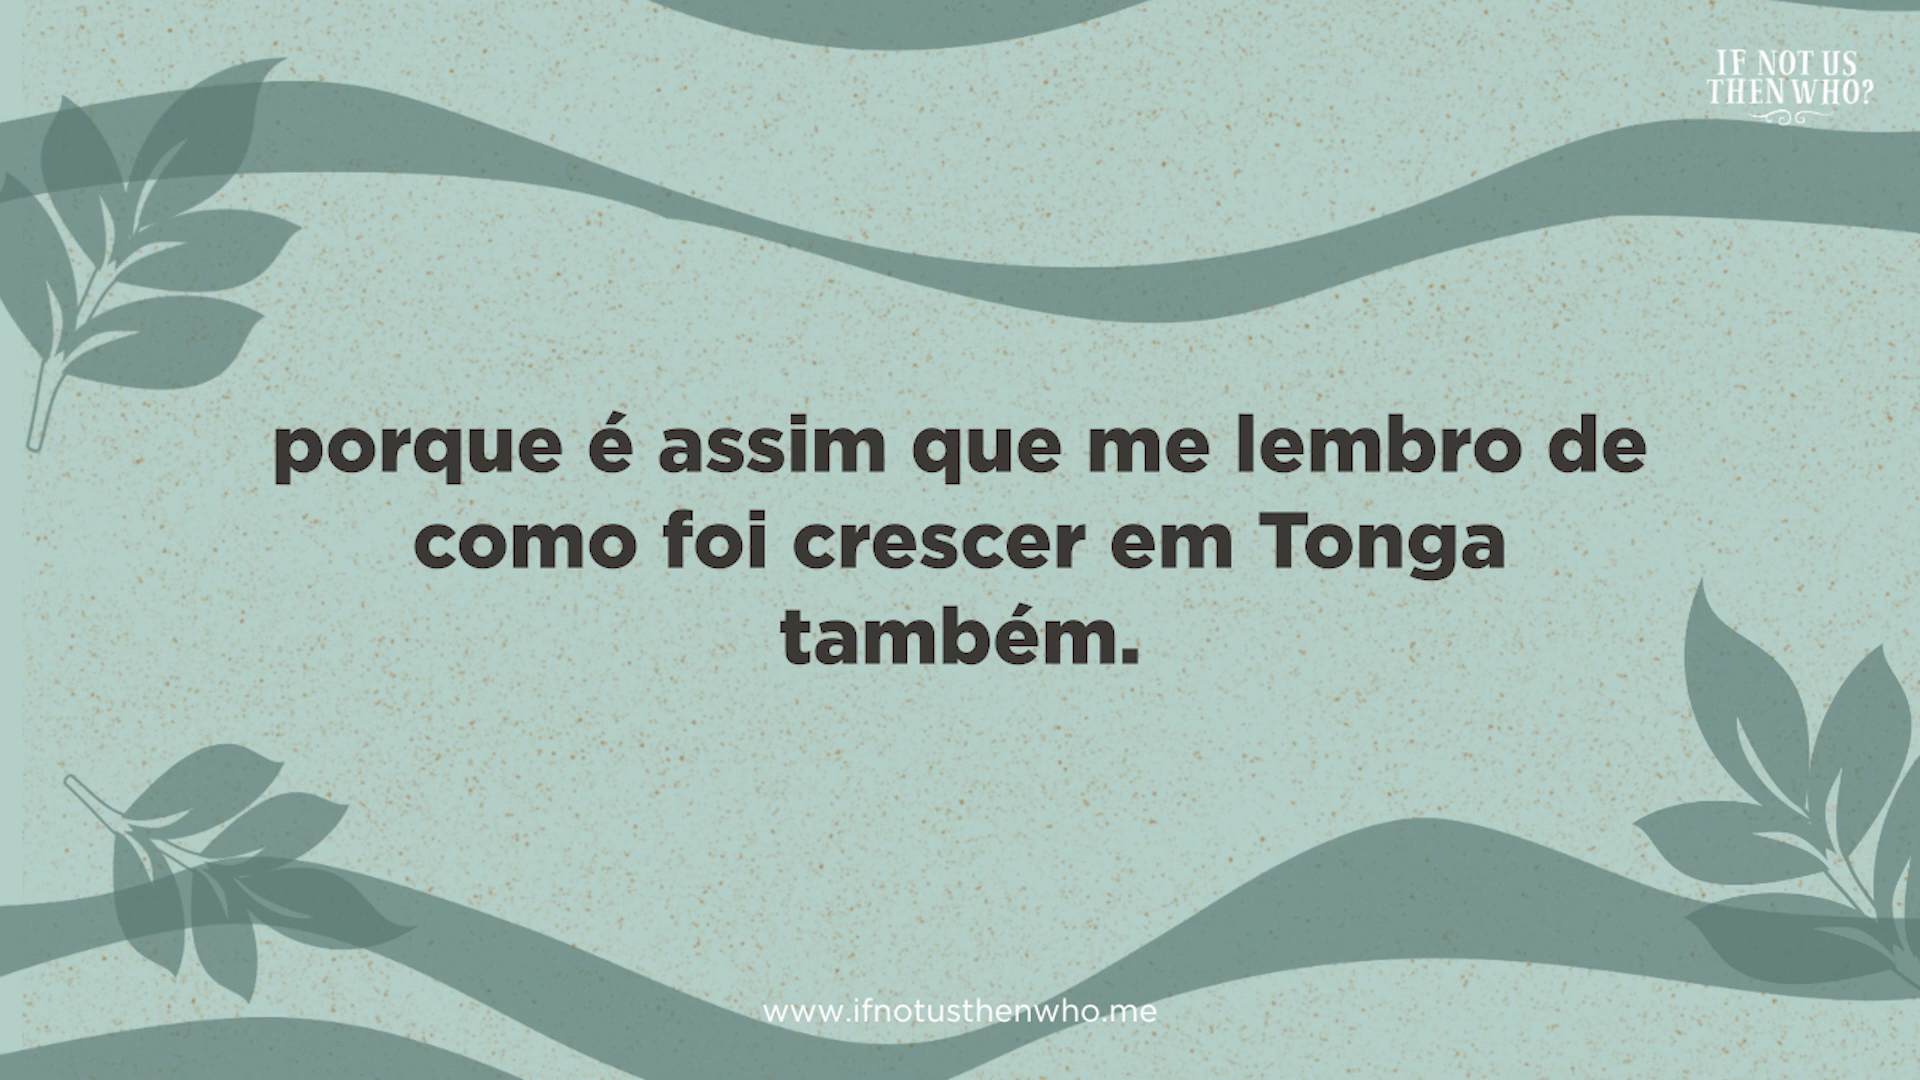 IF NOT US
THEN WHO?
porque é assim que me lembro de
como foi crescer em Tonga
também.
www.ifnotusthenwho.me